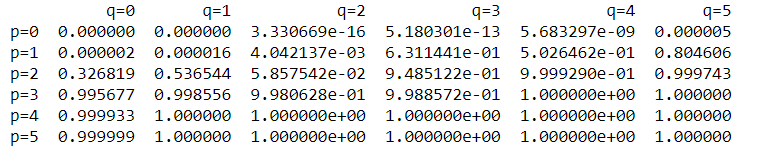 q=0 q=1 q=2 q=3 q=4 q=5
p=0 0.000000 0.000000 3.330669e-16 5.180301e-13 5.683297e-09 0.000005
p=1 0.000002 0.000016 4.042137e-03 6.311441e-01 5.026462e-01 0.804606
p=2 0.326819 0.536544 5.857542e-02 9.485122e-01 9.999290e-01 0.999743
p=3 0.995677 0.998556 9.980628e-01 9.988572e-01 1.000000e+00 1.000000
p=4 0.999933 1.000000 1.000000e+00 1.000000e+00 1.000000e+00 1.000000
p=5 0.999999 1.000000 1.000000e+00 1.000000e+00 1.000000e+00 1.000000